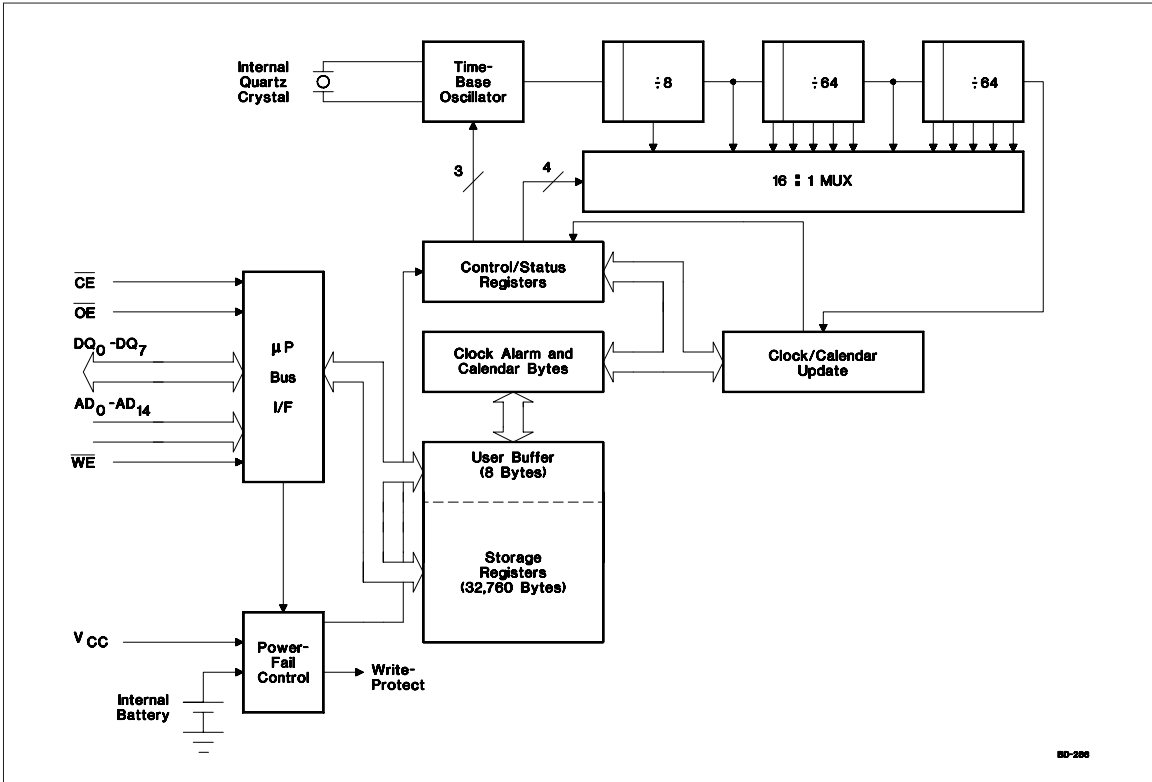 Internal
Quartz
Crystal
Time-
Base
Oscillator
÷8
÷64
÷64
3
4
16 : 1 MUX
Control/Status
Registers
CE
OE
DQ0-DQ7
AD0-AD14
WE
µP
Bus
I/F
Clock Alarm and
Calendar Bytes
Clock/Calendar
Update
User Buffer
(8 Bytes)
Storage
Registers
(32,760 Bytes)
VCC
Power-
Fail
Control
Write-
Protect
Internal
Battery
BD-286